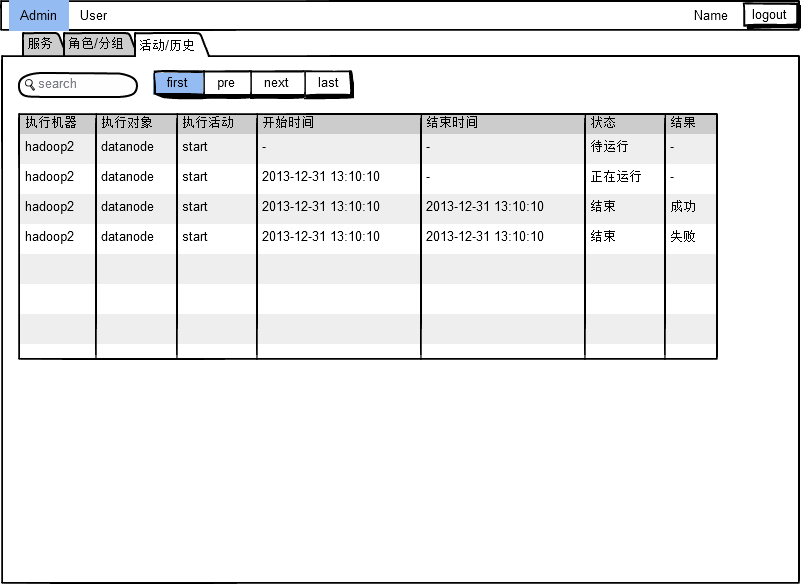 Admin User Name logout
服务 角色/分组 活动/历史
search first pre next last
执行机器 执行对象 执行活动 开始时间 结束时间 状态 结果
hadoop2 datanode start - - 待运行 -
hadoop2 datanode start 2013-12-31 13:10:10 - 正在运行 -
hadoop2 datanode start 2013-12-31 13:10:10 2013-12-31 13:10:10 结束 成功
hadoop2 datanode start 2013-12-31 13:10:10 2013-12-31 13:10:10 结束 失败